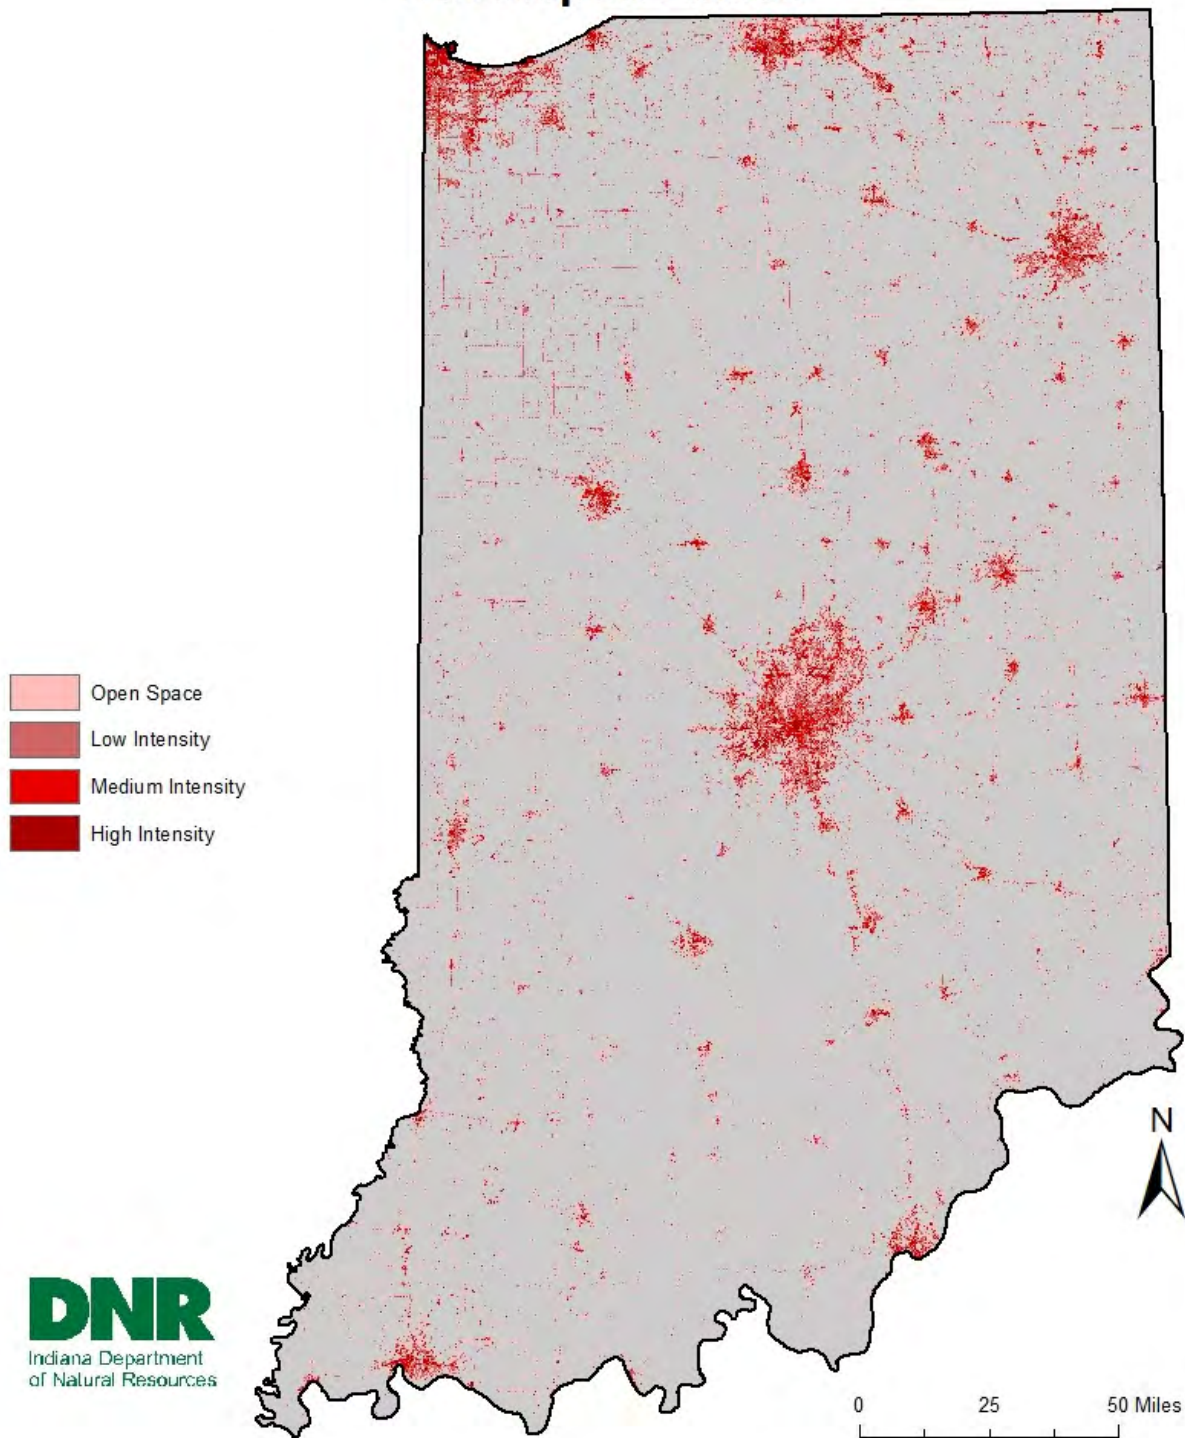 Open Space
Low Intensity
Medium Intensity
High Intensity
N
DNR
Indiana Department
of Natural Resources
0 25 50 Miles